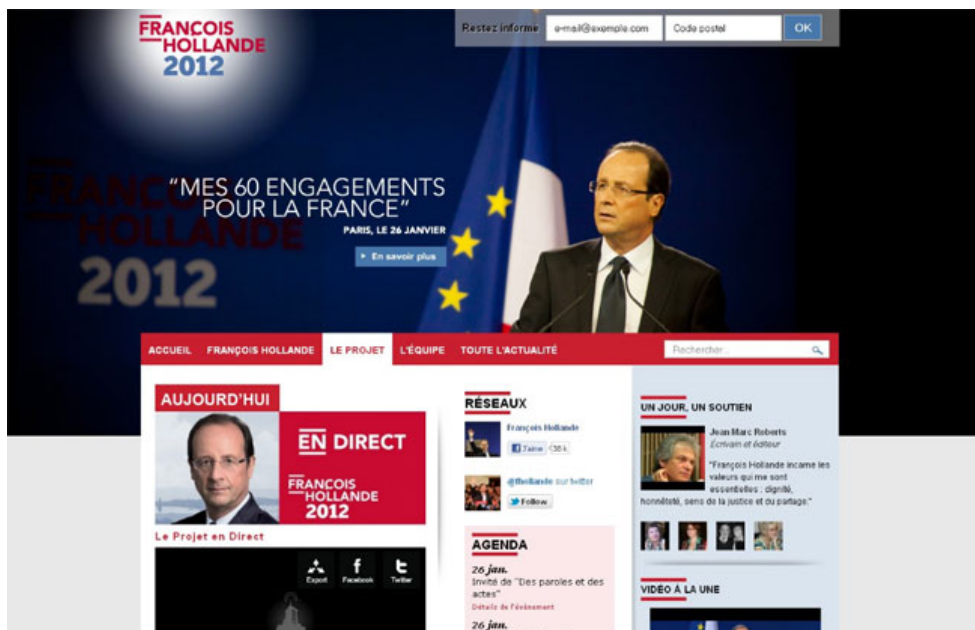 FRANÇOIS
HOLLANDE
2012
Restez informé
e-mail@exemple.com
Code postal
OK
FRANÇOIS
HOLLANDE
2012
“MES 60 ENGAGEMENTS
POUR LA FRANCE”
PARIS, LE 26 JANVIER
En savoir plus
ACCUEIL FRANÇOIS HOLLANDE LE PROJET L'ÉQUIPE TOUTE L'ACTUALITÉ
Rechercher...
AUJOURD'HUI
EN DIRECT
FRANÇOIS
HOLLANDE
2012
Le Projet en Direct
Export Facebook Twitter
RÉSEAUX
François Hollande
J'aime 38 k
@fhollande sur twitter
Follow
AGENDA
26 jan.
Invité de "Des paroles et des
actes"
Détails de l'événement
26 jan.
UN JOUR, UN SOUTIEN
Jean Marc Roberts
Écrivain et éditeur
"François Hollande incarne les
valeurs qui me sont
essentielles : dignité,
honnêteté, sens de la justice et du partage."
VIDÉO À LA UNE